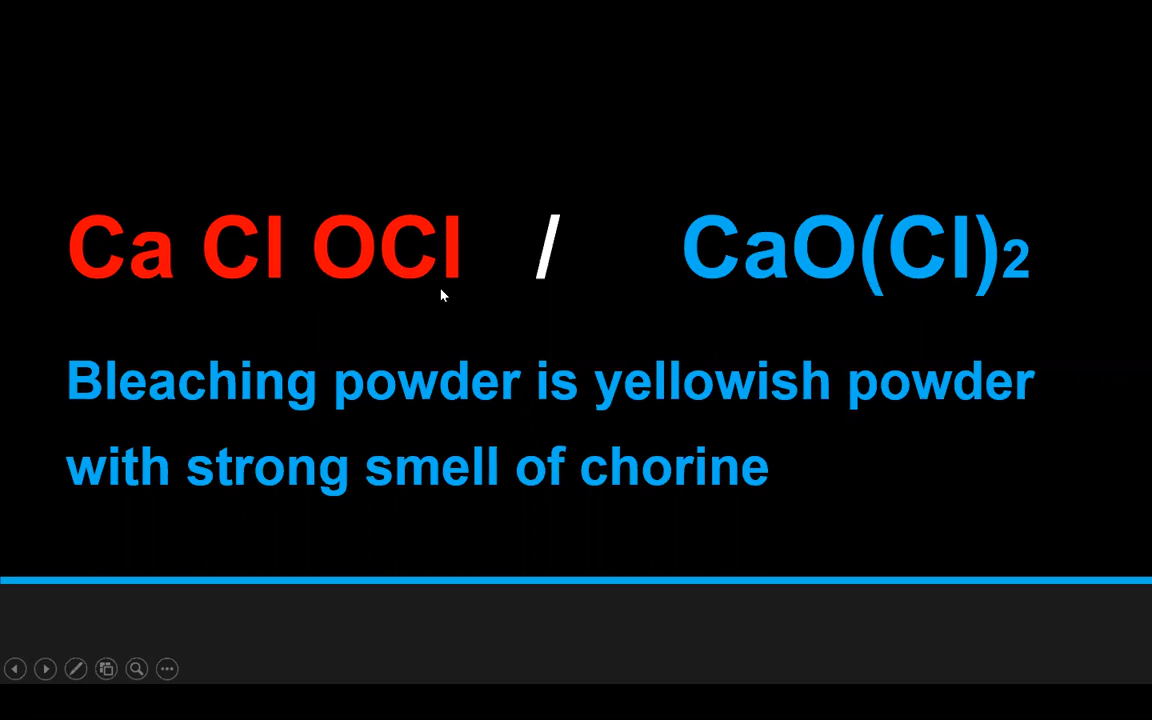 Ca Cl OCl / CaO(Cl)2
Bleaching powder is yellowish powder
with strong smell of chorine